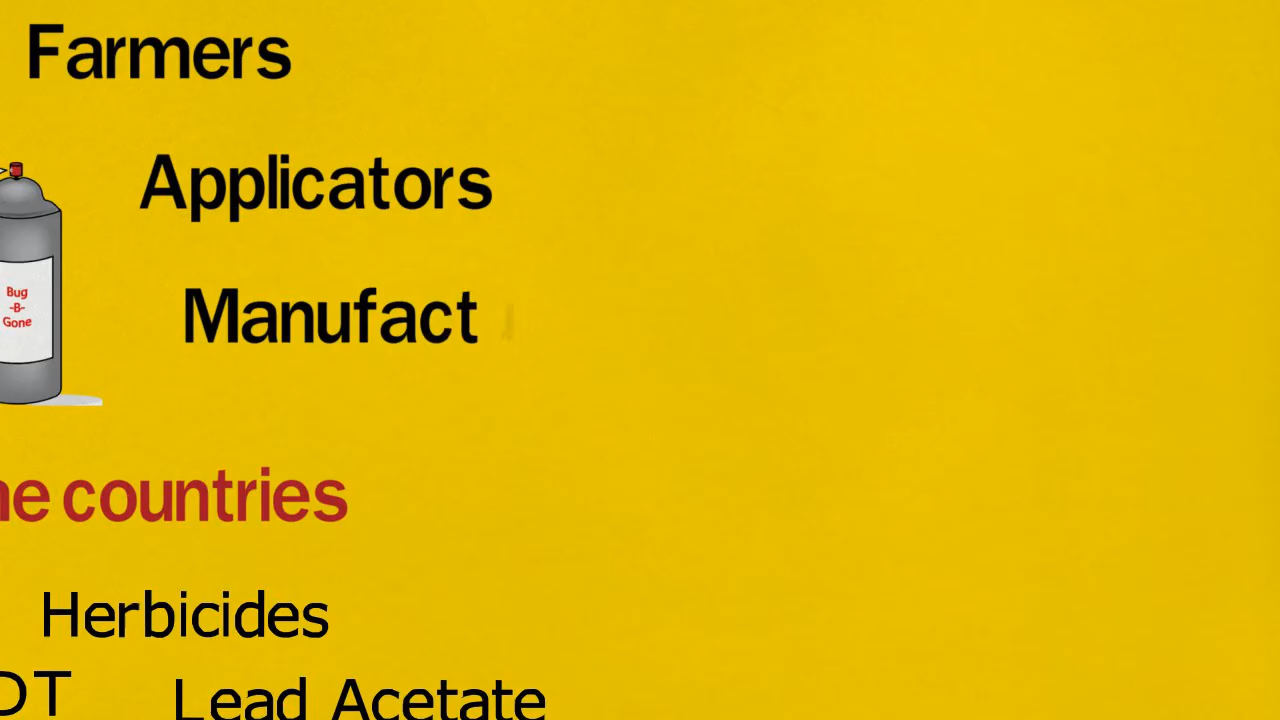 Farmers
Applicators
Manufact
Bug
-B-
Gone
ne countries
Herbicides
DT
Lead Acetate